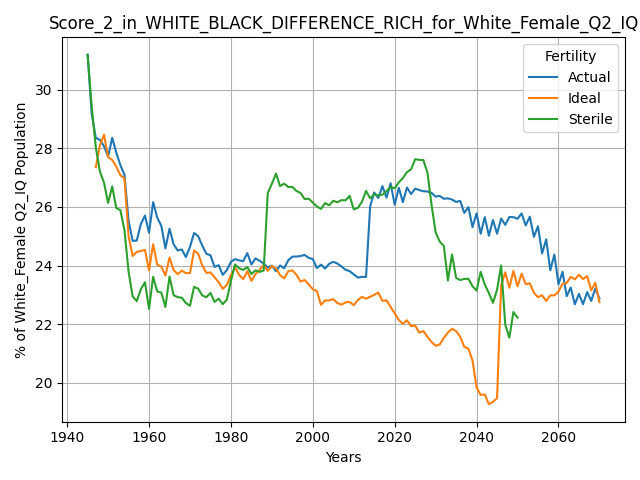 Score_2_in_WHITE_BLACK_DIFFERENCE_RICH_for_White_Female_Q2_IQ
Fertility
Actual
Ideal
Sterile
% of White_Female Q2_IQ Population
30
28
26
24
22
20
1940
1960
1980
2000
2020
2040
2060
Years